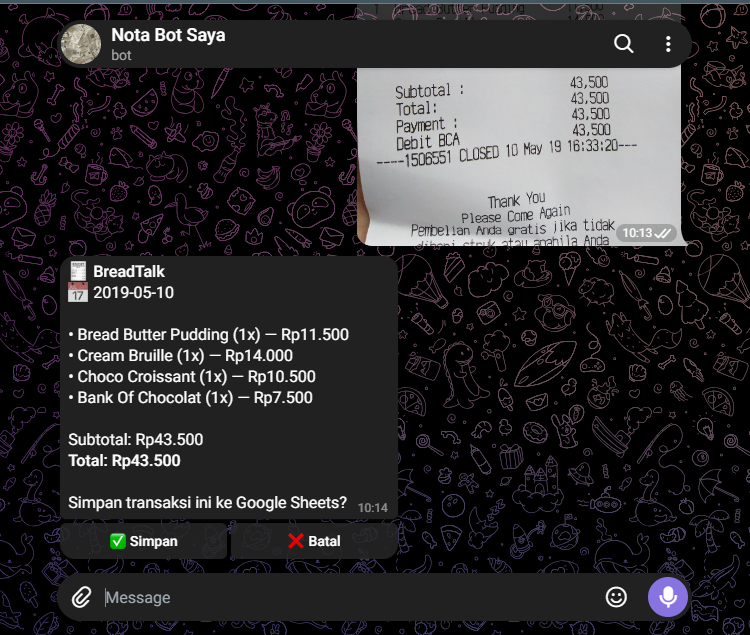 Nota Bot Saya
bot
Subtotal : 43,500
Total: 43,500
Payment : 43,500
Debit BCA 43,500
----1506551 CLOSED 10 May 19 16:33:20---
Thank You
Please Come Again
Pembelian Anda gratis jika tidak
10:13
BreadTalk
17 2019-05-10
• Bread Butter Pudding (1x) — Rp11.500
• Cream Bruille (1x) — Rp14.000
• Choco Croissant (1x) — Rp10.500
• Bank Of Chocolat (1x) — Rp7.500
Subtotal: Rp43.500
Total: Rp43.500
Simpan transaksi ini ke Google Sheets? 10:14
✅ Simpan
❌ Batal
Message